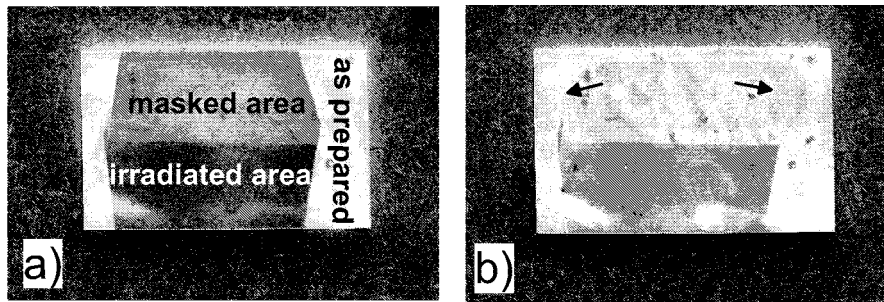 masked area
irradiated area
as prepared
a)
b)